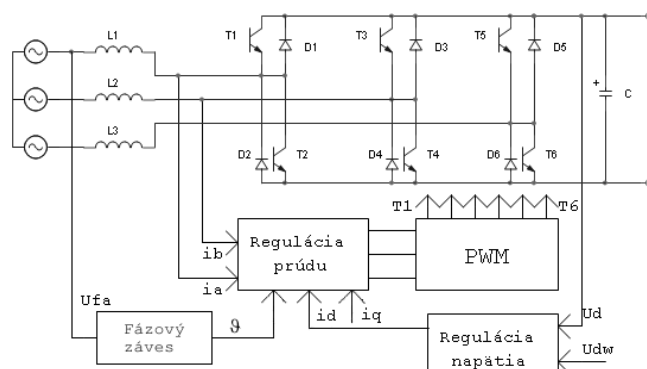 L1
T1
D1
T3
D3
T5
D5
L2
+
C
L3
D2
T2
D4
T4
D6
T6
T1
T6
Regulácia
prúdu
PWM
ib
ia
Ufa
id
iq
Ud
Fázový
záves
ϑ
Regulácia
napätia
Udw